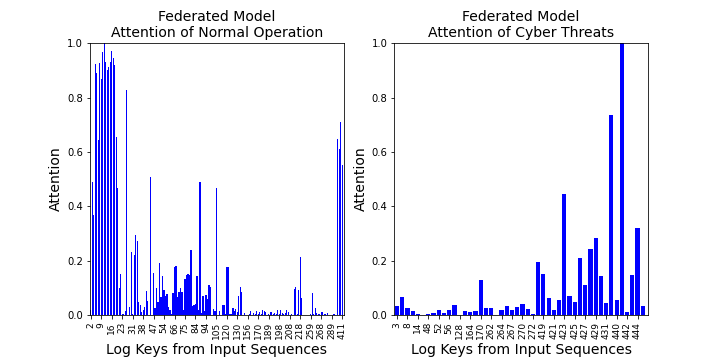 Federated Model
Attention of Normal Operation
1.0
0.8
0.6
0.4
0.2
0.0
Attention
2 9 16 23 31 38 47 54 66 75 84 94 105 120 130 156 170 189 198 208 218 259 268 289 411
Log Keys from Input Sequences
Federated Model
Attention of Cyber Threats
1.0
0.8
0.6
0.4
0.2
0.0
Attention
3 8 14 48 52 56 128 164 170 262 264 267 270 272 419 421 423 425 427 429 431 440 442 444
Log Keys from Input Sequences